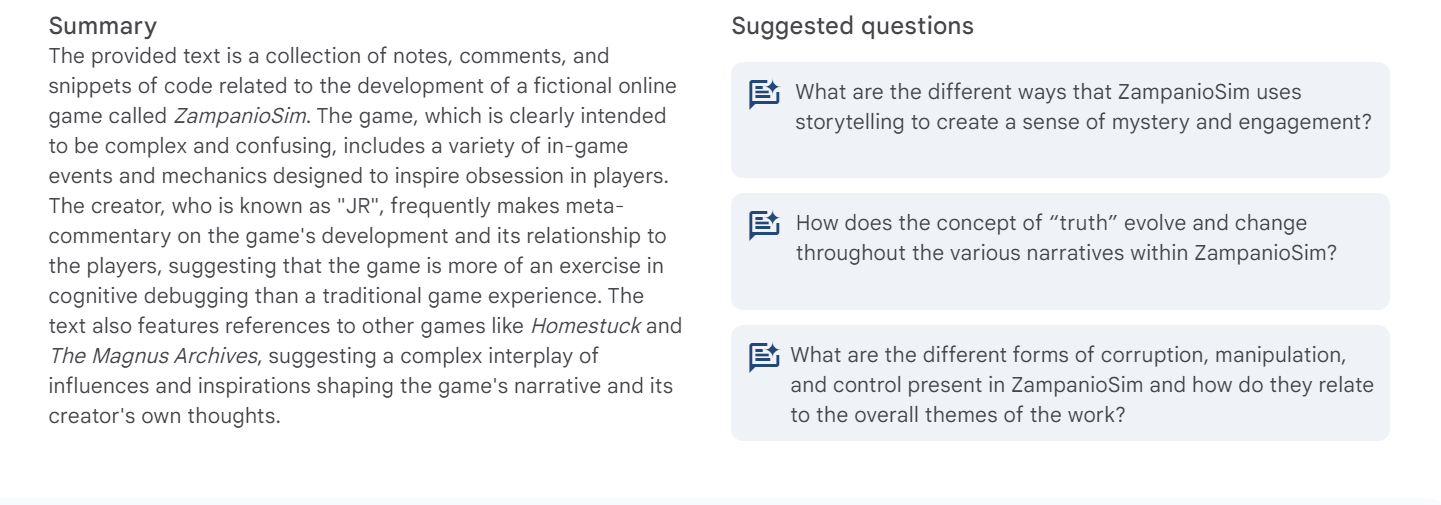 Summary
The provided text is a collection of notes, comments, and
snippets of code related to the development of a fictional online
game called ZampanioSim. The game, which is clearly intended
to be complex and confusing, includes a variety of in-game
events and mechanics designed to inspire obsession in players.
The creator, who is known as "JR", frequently makes meta-
commentary on the game's development and its relationship to
the players, suggesting that the game is more of an exercise in
cognitive debugging than a traditional game experience. The
text also features references to other games like Homestuck and
The Magnus Archives, suggesting a complex interplay of
influences and inspirations shaping the game's narrative and its
creator's own thoughts.
Suggested questions
What are the different ways that ZampanioSim uses
storytelling to create a sense of mystery and engagement?
How does the concept of “truth” evolve and change
throughout the various narratives within ZampanioSim?
What are the different forms of corruption, manipulation,
and control present in ZampanioSim and how do they relate
to the overall themes of the work?